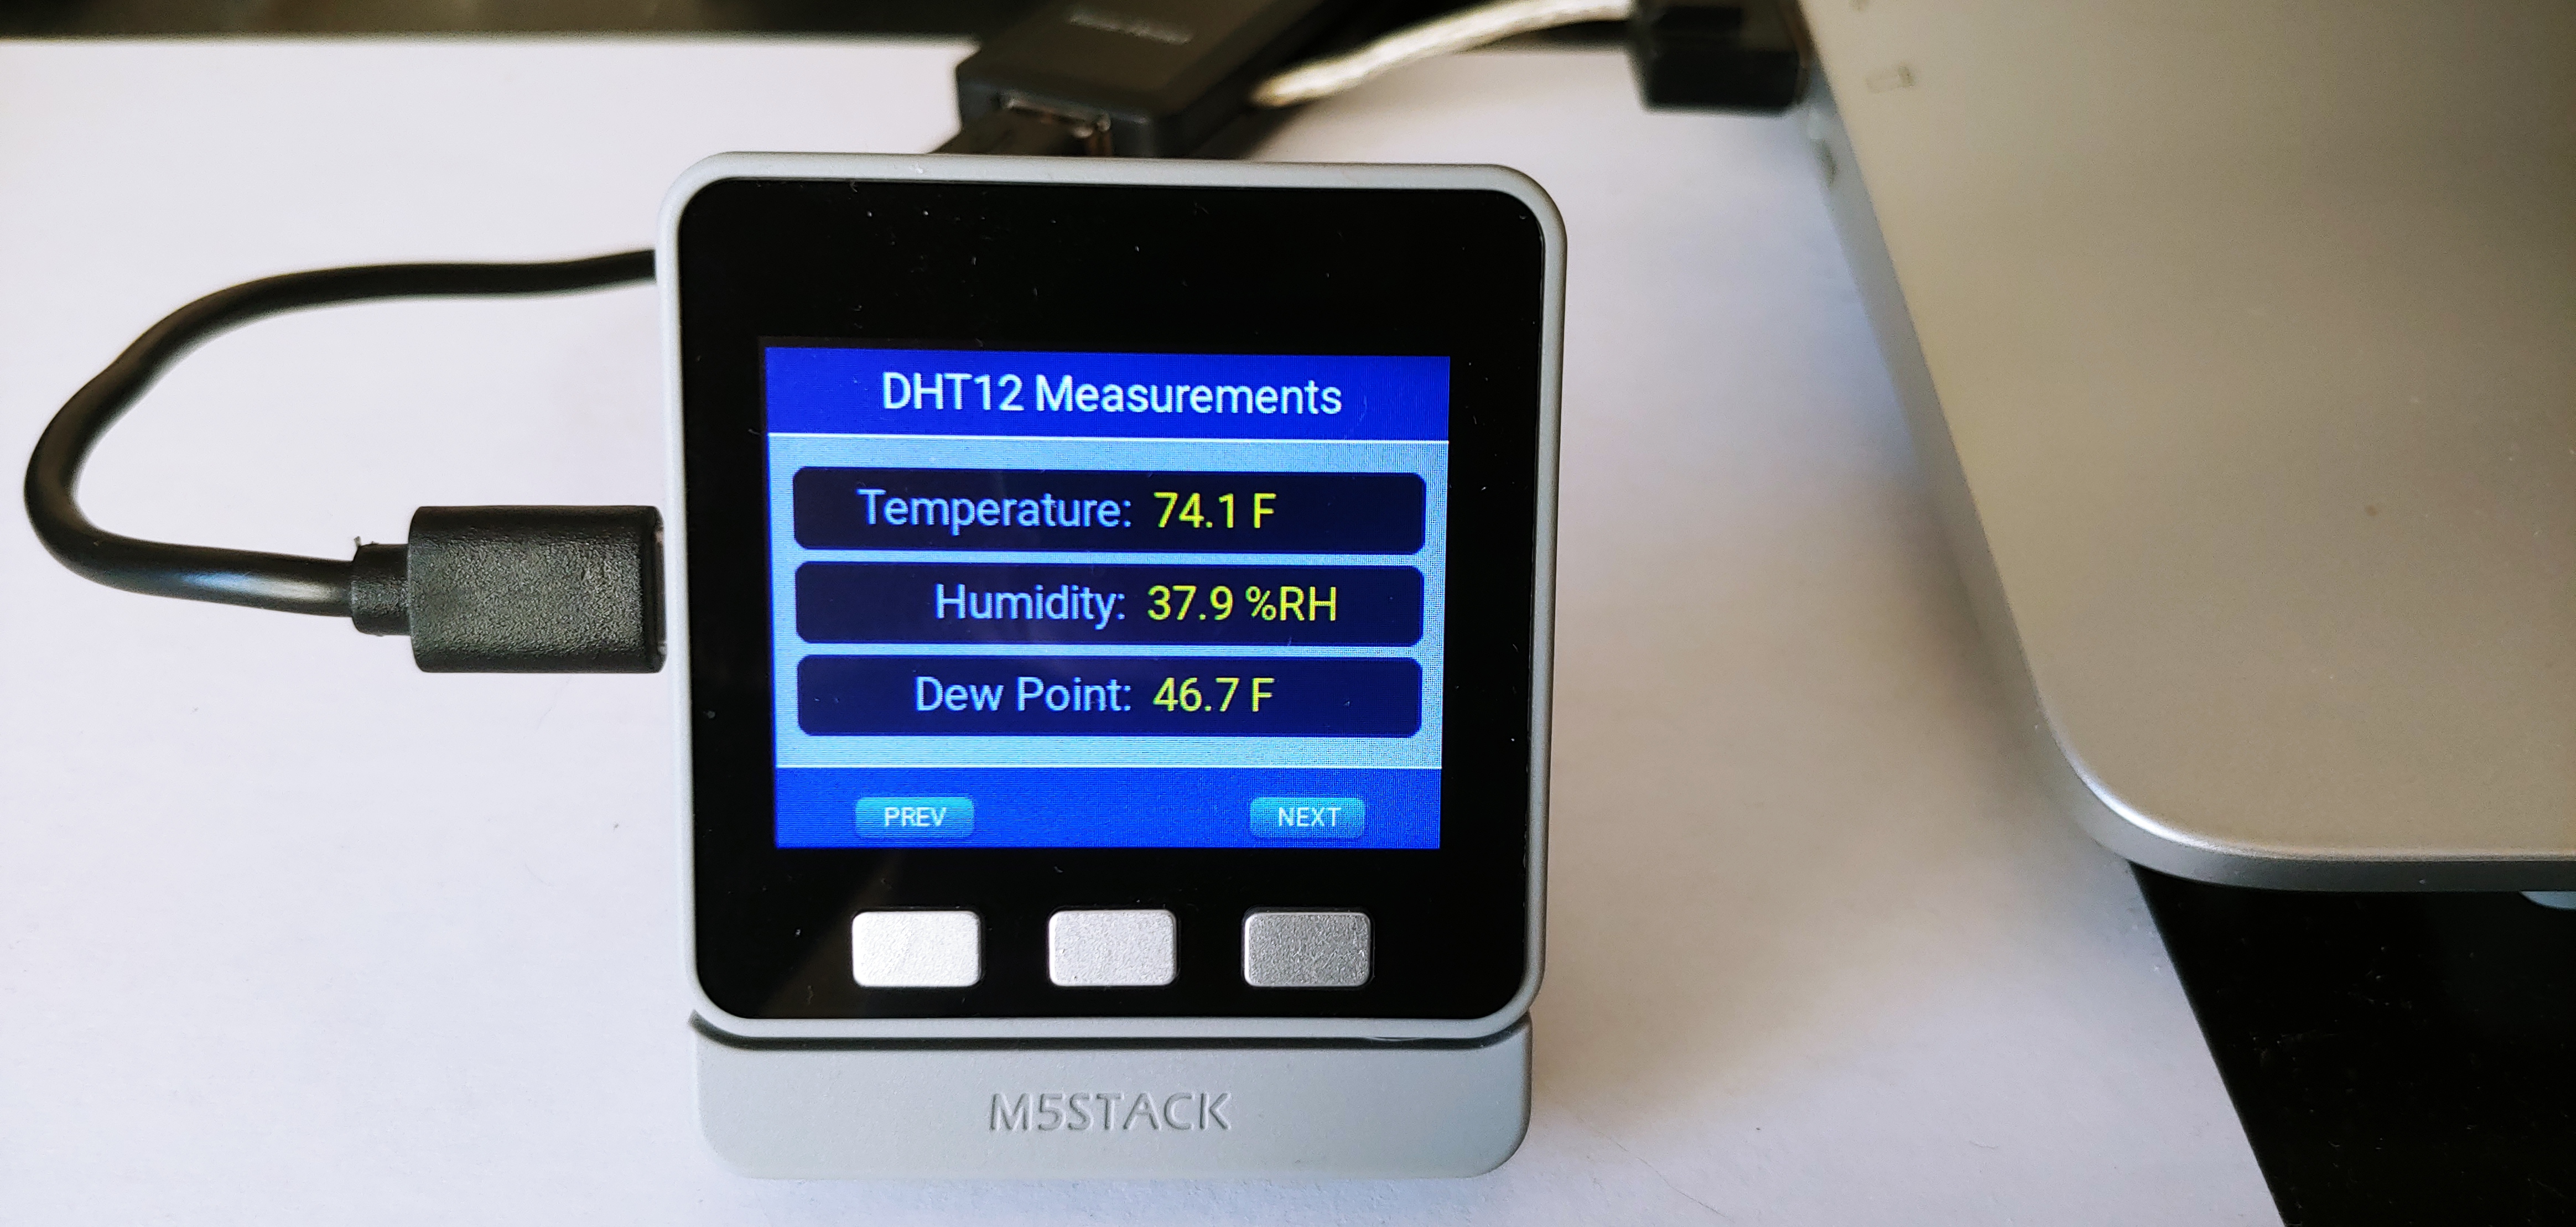 DHT12 Measurements
Temperature: 74.1 F
Humidity: 37.9 %RH
Dew Point: 46.7 F
PREV NEXT
M5STACK